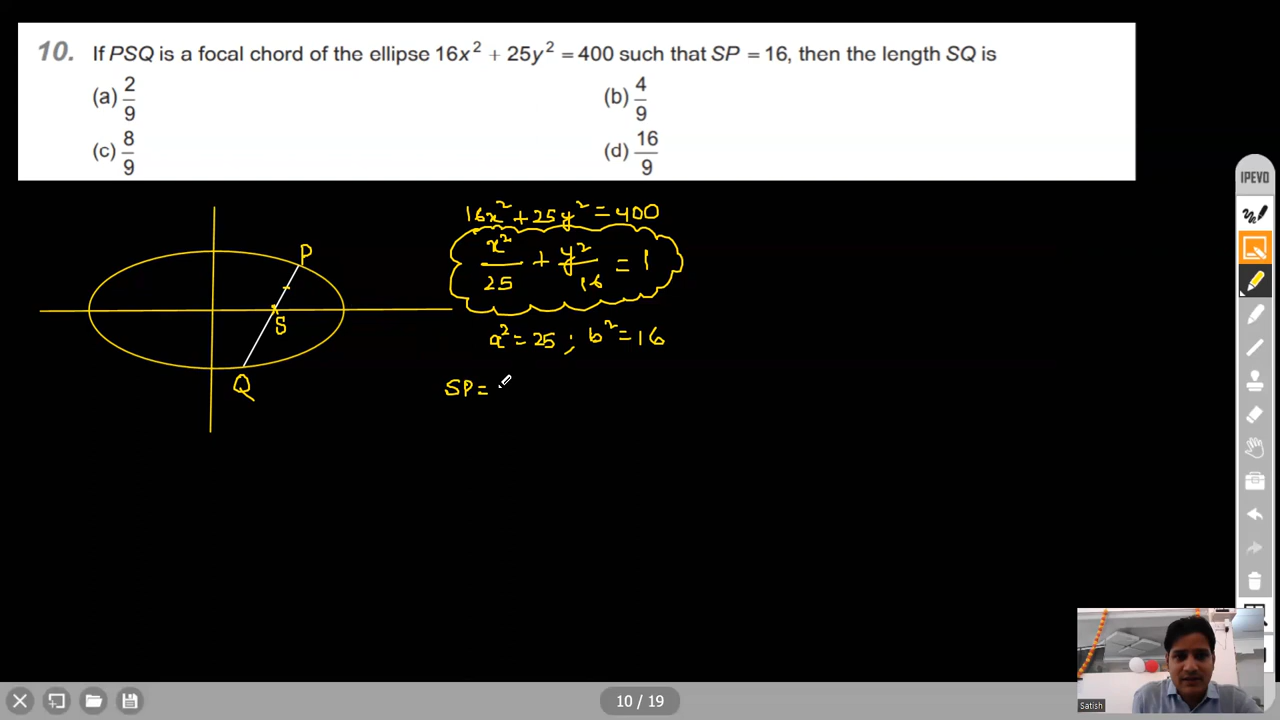 10. If PSQ is a focal chord of the ellipse 16x² + 25y² = 400 such that SP = 16, then the length SQ is
(a) 2/9 (b) 4/9
(c) 8/9 (d) 16/9
IPEVO
16x² + 25y² = 400
x²/25 + y²/16 = 1
P
S
a² = 25 ; b² = 16
Q
SP =
Satish
10 / 19